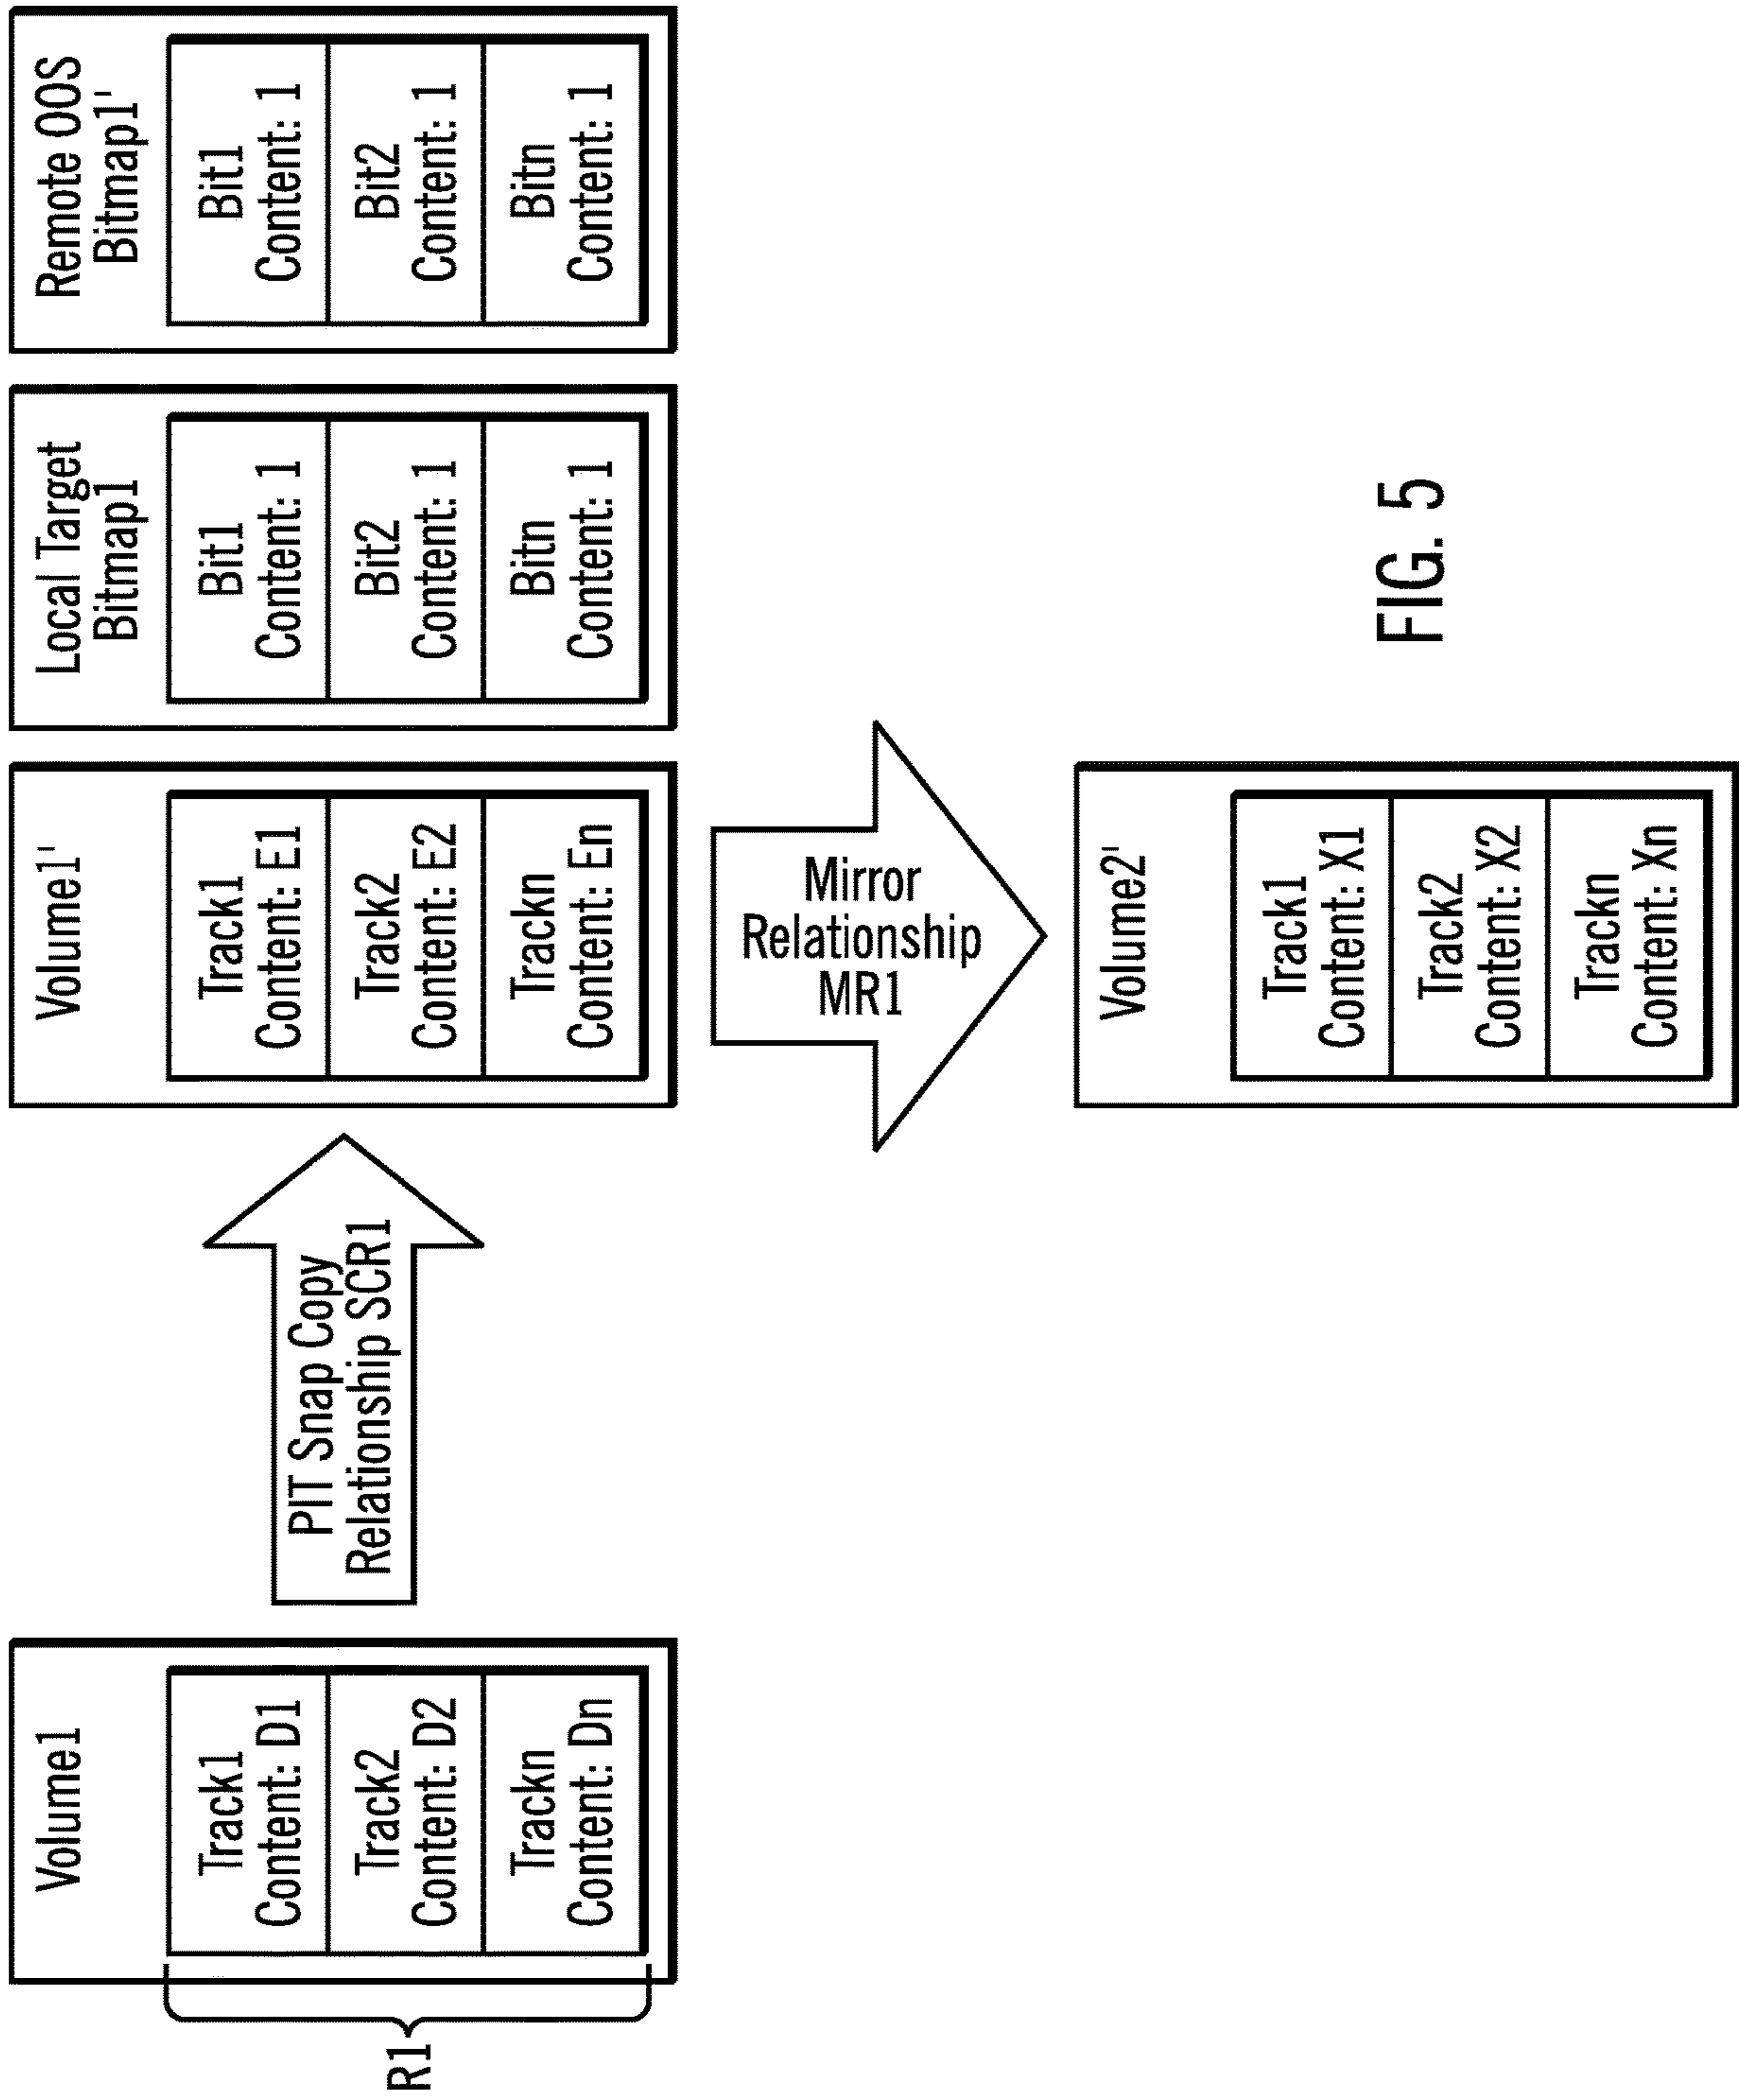 R1
Volume1
Track1
Content: D1
Track2
Content: D2
Trackn
Content: Dn
PIT Snap Copy
Relationship SCR1
Volume1'
Track1
Content: E1
Track2
Content: E2
Trackn
Content: En
Local Target
Bitmap1
Bit1
Content: 1
Bit2
Content: 1
Bitn
Content: 1
Remote OOS
Bitmap1'
Bit1
Content: 1
Bit2
Content: 1
Bitn
Content: 1
Mirror
Relationship
MR1
Volume2'
Track1
Content: X1
Track2
Content: X2
Trackn
Content: Xn
FIG. 5